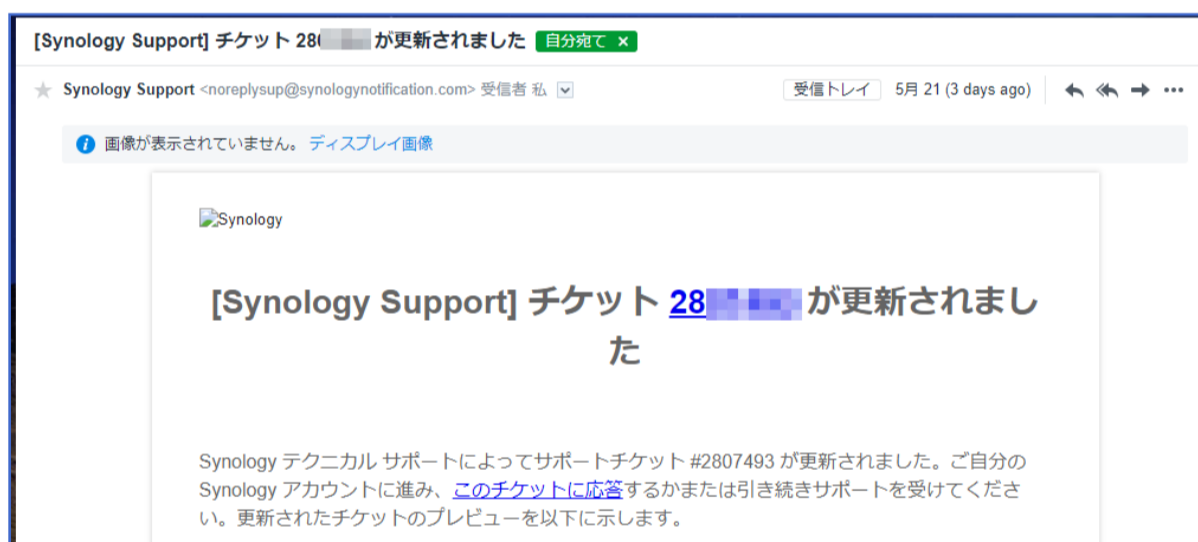 [Synology Support] チケット 28 が更新されました 自分宛て ×
Synology Support <noreplysup@synologynotification.com> 受信者 私
受信トレイ 5月 21 (3 days ago)
画像が表示されていません。 ディスプレイ画像
Synology
[Synology Support] チケット 28 が更新されまし
た
Synology テクニカル サポートによってサポートチケット #2807493 が更新されました。ご自分の
Synology アカウントに進み、このチケットに応答するかまたは引き続きサポートを受けてくださ
い。更新されたチケットのプレビューを以下に示します。